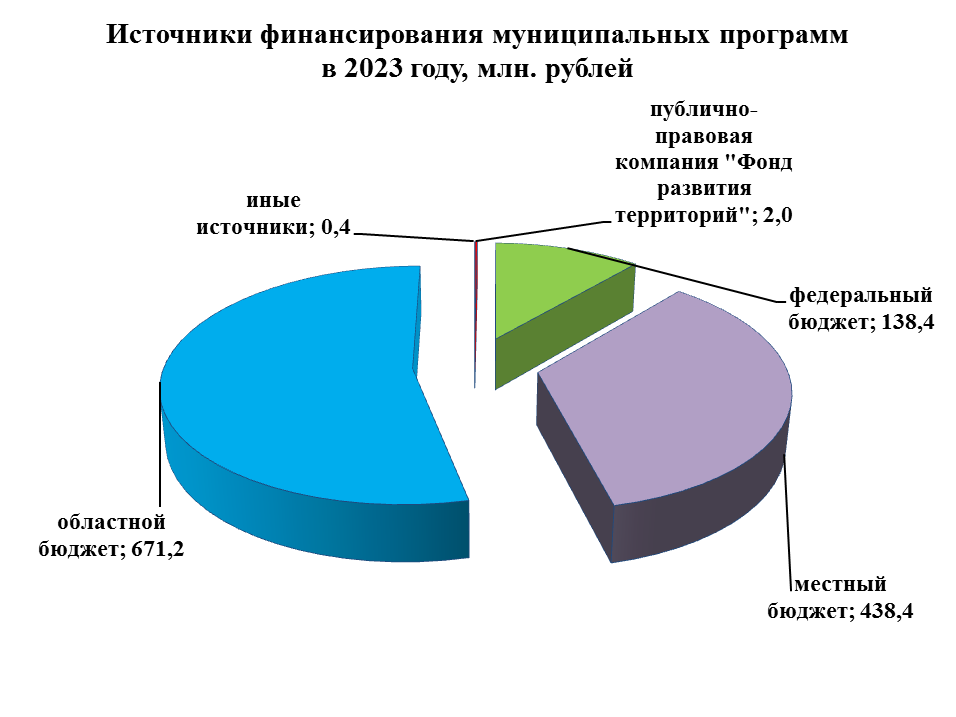 Источники финансирования муниципальных программ
в 2023 году, млн. рублей
публично-
правовая
компания "Фонд
развития
территорий"; 2,0
иные
источники; 0,4
федеральный
бюджет; 138,4
областной
бюджет; 671,2
местный
бюджет; 438,4